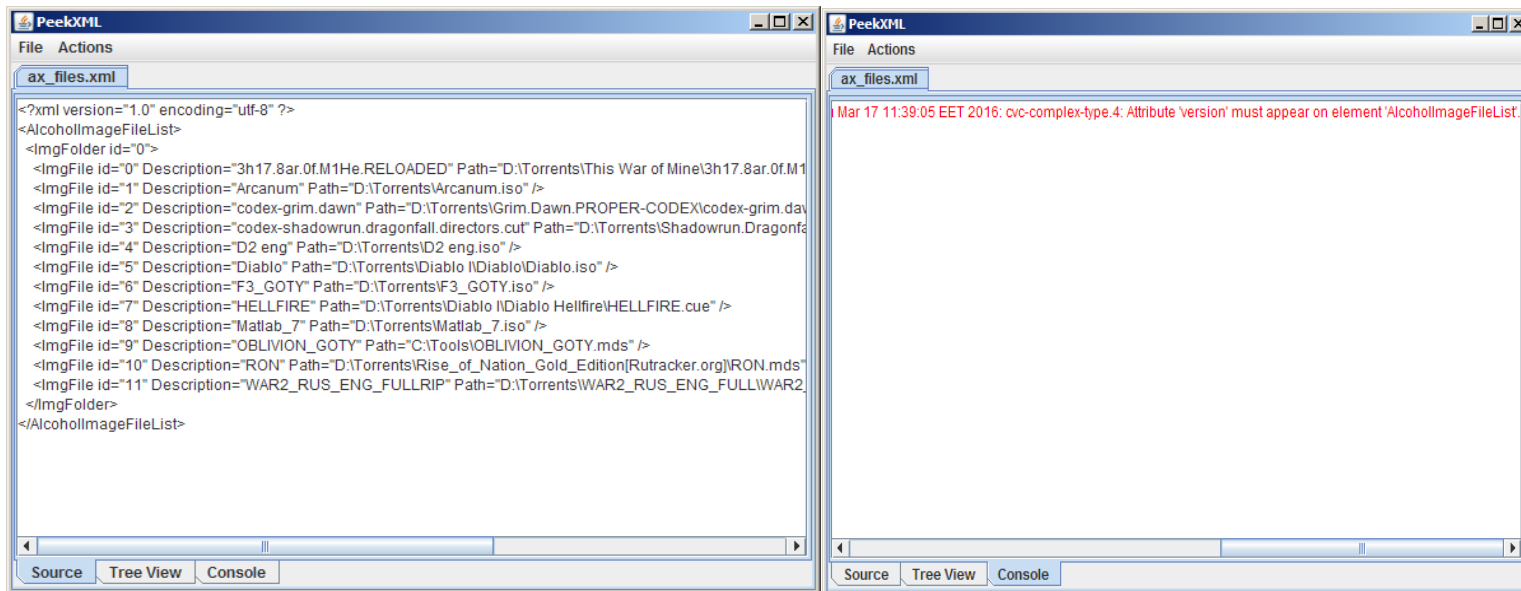 PeekXML
File Actions
ax_files.xml
<?xml version="1.0" encoding="utf-8" ?>
<AlcoholImageFileList>
<ImgFolder id="0">
<ImgFile id="0" Description="3h17.8ar.0f.M1He.RELOADED" Path="D:\Torrents\This War of Mine\3h17.8ar.0f.M1
<ImgFile id="1" Description="Arcanum" Path="D:\Torrents\Arcanum.iso" />
<ImgFile id="2" Description="codex-grim.dawn" Path="D:\Torrents\Grim.Dawn.PROPER-CODEX\codex-grim.da
<ImgFile id="3" Description="codex-shadowrun.dragonfall.directors.cut" Path="D:\Torrents\Shadowrun.Dragonfa
<ImgFile id="4" Description="D2 eng" Path="D:\Torrents\D2 eng.iso" />
<ImgFile id="5" Description="Diablo" Path="D:\Torrents\Diablo I\Diablo\Diablo.iso" />
<ImgFile id="6" Description="F3_GOTY" Path="D:\Torrents\F3_GOTY.iso" />
<ImgFile id="7" Description="HELLFIRE" Path="D:\Torrents\Diablo I\Diablo Hellfire\HELLFIRE.cue" />
<ImgFile id="8" Description="Matlab_7" Path="D:\Torrents\Matlab_7.iso" />
<ImgFile id="9" Description="OBLIVION_GOTY" Path="C:\Tools\OBLIVION_GOTY.mds" />
<ImgFile id="10" Description="RON" Path="D:\Torrents\Rise_of_Nation_Gold_Edition[Rutracker.org]\RON.mds"
<ImgFile id="11" Description="WAR2_RUS_ENG_FULLRIP" Path="D:\Torrents\WAR2_RUS_ENG_FULL\WAR2_
</ImgFolder>
</AlcoholImageFileList>
Source Tree View Console
PeekXML
File Actions
ax_files.xml
Mar 17 11:39:05 EET 2016: cvc-complex-type.4: Attribute 'version' must appear on element 'AlcoholImageFileList'.
Source Tree View Console